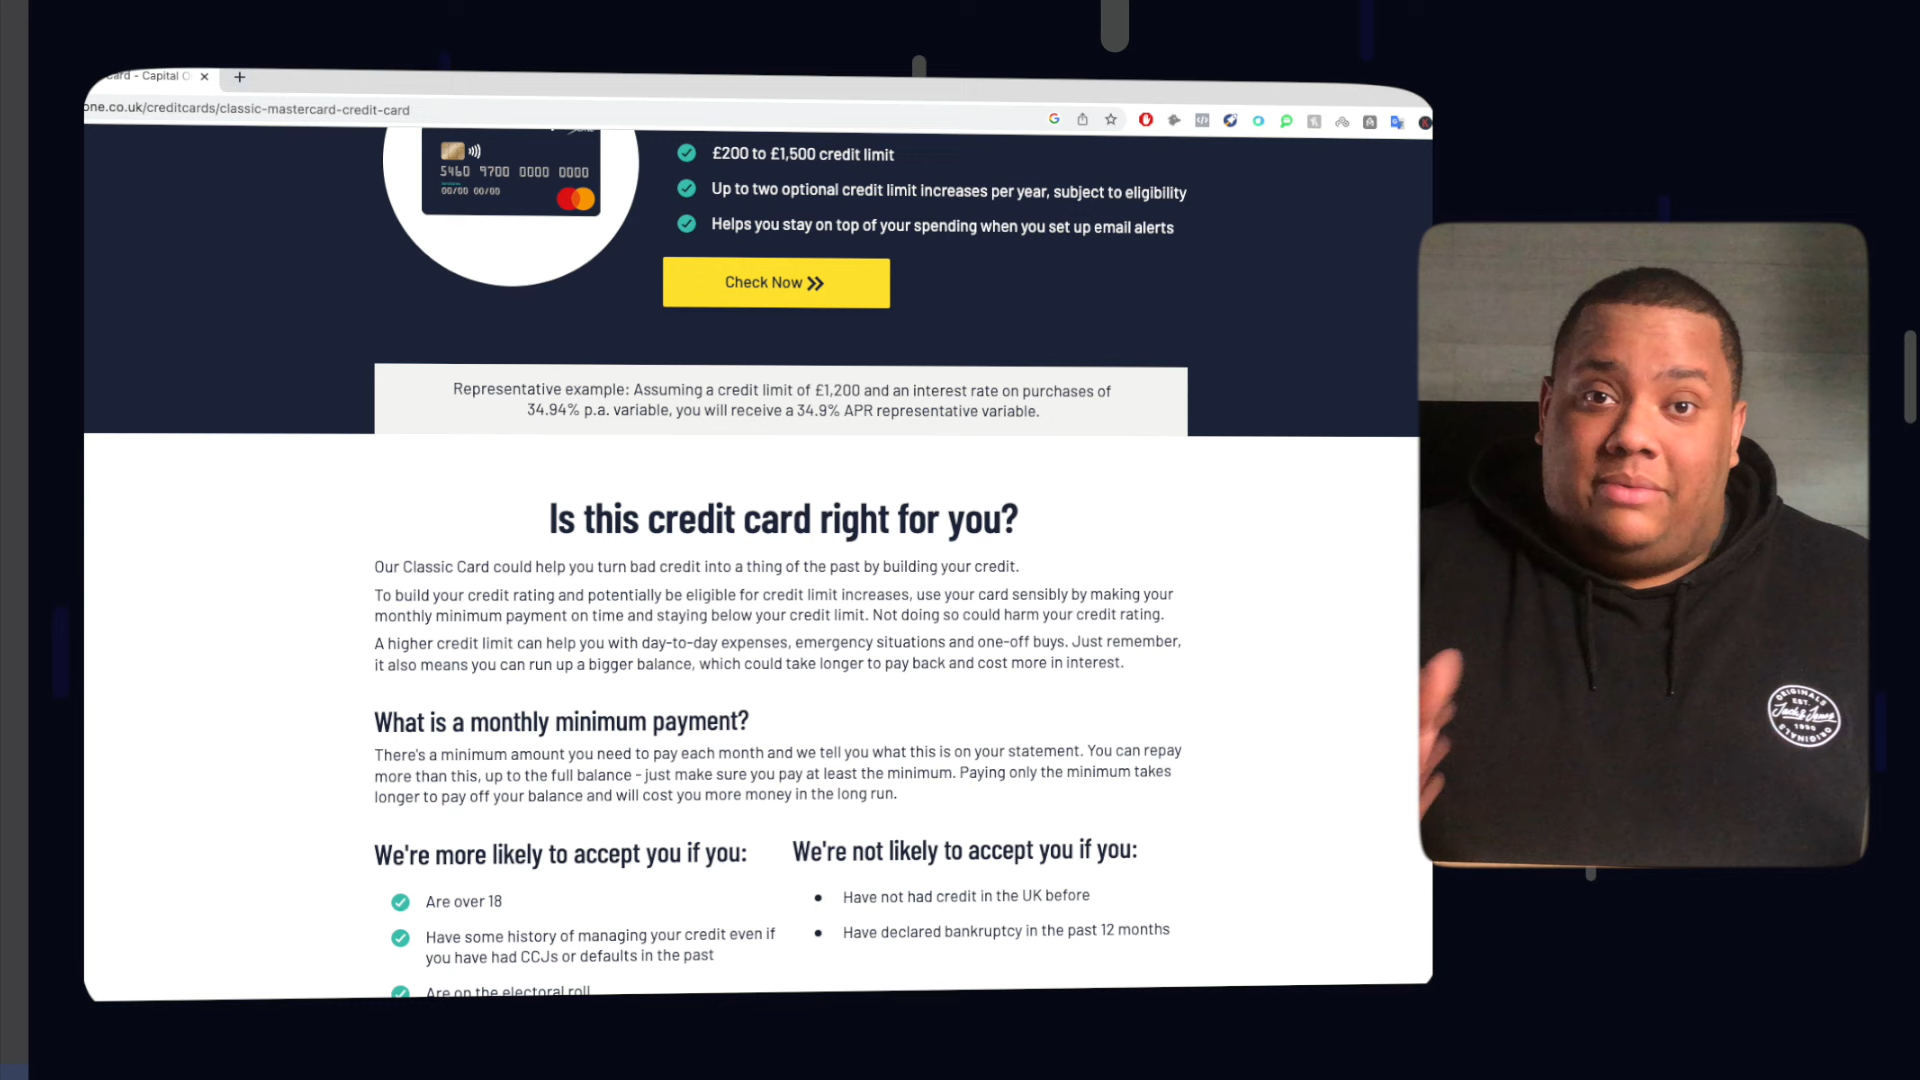 Card - Capital O
one.co.uk/creditcards/classic-mastercard-credit-card
5460 9700 0000 0000
00/00 00/00
£200 to £1,500 credit limit
Up to two optional credit limit increases per year, subject to eligibility
Helps you stay on top of your spending when you set up email alerts
Check Now
Representative example: Assuming a credit limit of £1,200 and an interest rate on purchases of
34.94% p.a. variable, you will receive a 34.9% APR representative variable.
Is this credit card right for you?
Our Classic Card could help you turn bad credit into a thing of the past by building your credit.
To build your credit rating and potentially be eligible for credit limit increases, use your card sensibly by making your
monthly minimum payment on time and staying below your credit limit. Not doing so could harm your credit rating.
A higher credit limit can help you with day-to-day expenses, emergency situations and one-off buys. Just remember,
it also means you can run up a bigger balance, which could take longer to pay back and cost more in interest.
What is a monthly minimum payment?
There's a minimum amount you need to pay each month and we tell you what this is on your statement. You can repay
more than this, up to the full balance - just make sure you pay at least the minimum. Paying only the minimum takes
longer to pay off your balance and will cost you more money in the long run.
We're more likely to accept you if you:
Are over 18
Have some history of managing your credit even if
you have had CCJs or defaults in the past
Are on the electoral roll
We're not likely to accept you if you:
Have not had credit in the UK before
Have declared bankruptcy in the past 12 months
ORIGINALS
EST.
Jack & Jones
1990
ORIGINALS